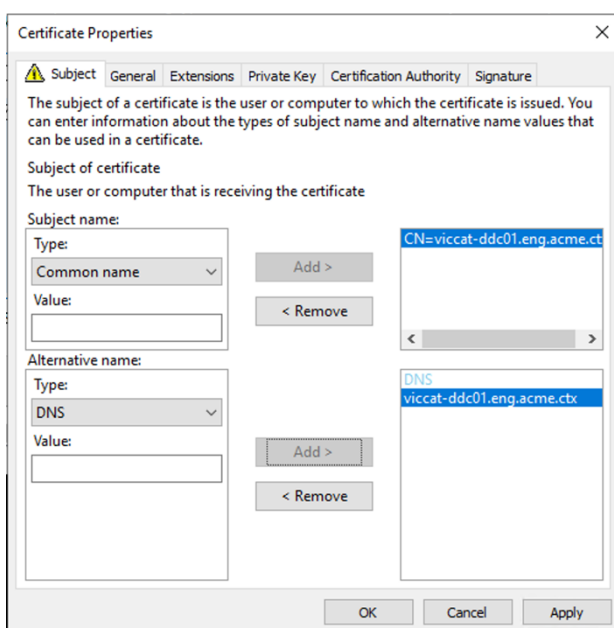 Certificate Properties
Subject General Extensions Private Key Certification Authority Signature
The subject of a certificate is the user or computer to which the certificate is issued. You
can enter information about the types of subject name and alternative name values that
can be used in a certificate.
Subject of certificate
The user or computer that is receiving the certificate
Subject name:
Type:
Common name
Value:
Add >
< Remove
CN=viccat-ddc01.eng.acme.ct
Alternative name:
Type:
DNS
Value:
Add >
< Remove
DNS
viccat-ddc01.eng.acme.ctx
OK Cancel Apply